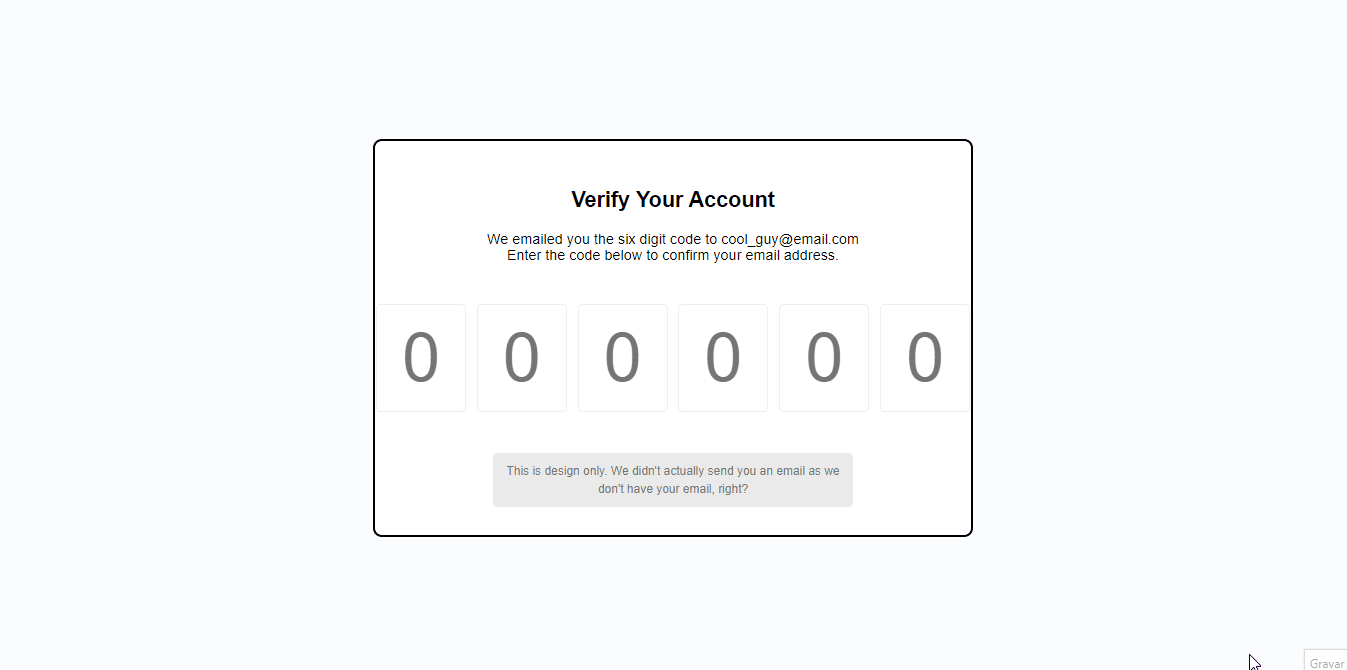 Verify Your Account
We emailed you the six digit code to cool_guy@email.com
Enter the code below to confirm your email address.
0 0 0 0 0 0
This is design only. We didn't actually send you an email as we
don't have your email, right?
Gravar